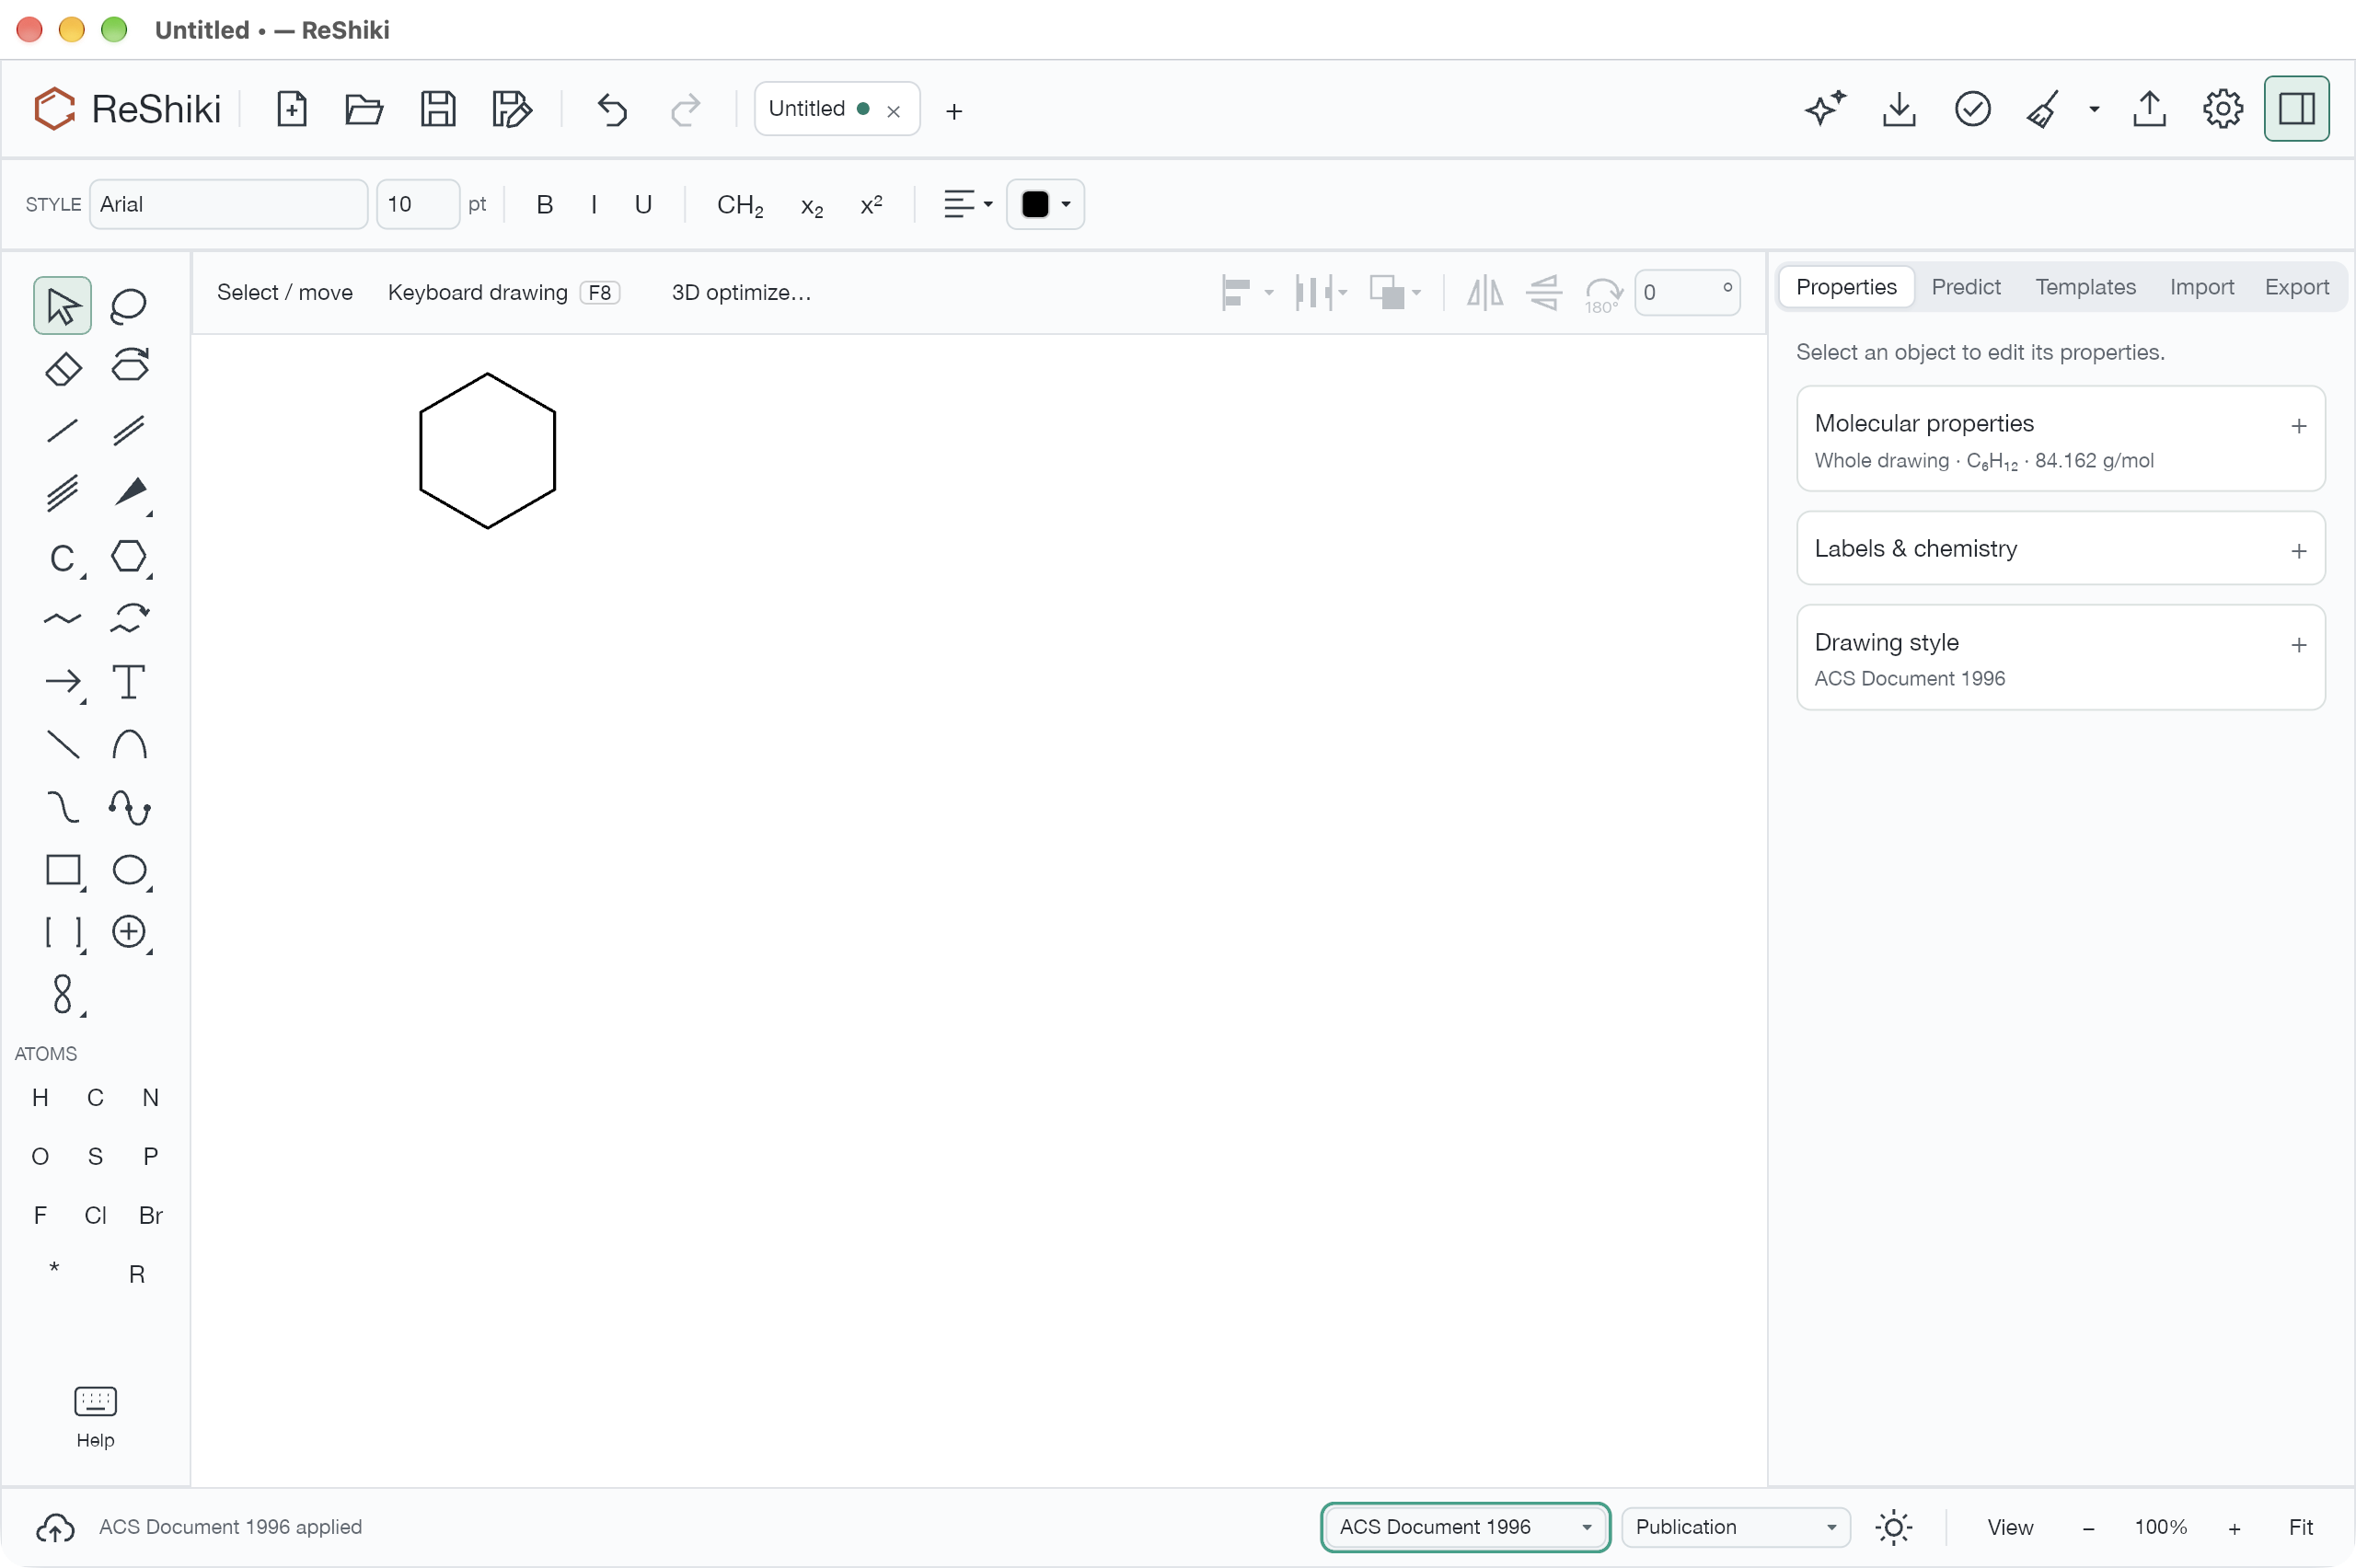 Untitled • — ReShiki
ReShiki
Untitled
STYLE Arial 10 pt B I U CH₂ x₂ x²
Select / move Keyboard drawing F8 3D optimize... 180° 0 °
Properties Predict Templates Import Export
Select an object to edit its properties.
Molecular properties
Whole drawing · C₆H₁₂ · 84.162 g/mol
Labels & chemistry
Drawing style
ACS Document 1996
C
T
ATOMS
H C N
O S P
F Cl Br
* R
Help
ACS Document 1996 applied
ACS Document 1996 Publication View − 100% + Fit